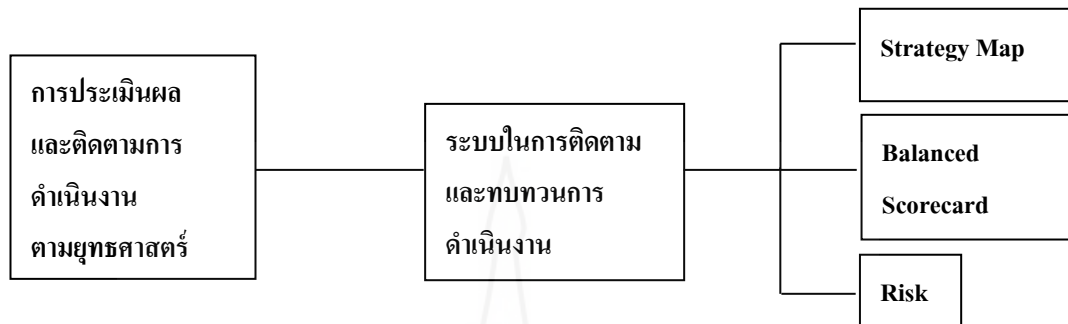 การประเมินผล
และติดตามการ
ดำเนินงาน
ตามยุทธศาสตร์
ระบบในการติดตาม
และทบทวนการ
ดำเนินงาน
Strategy Map
Balanced
Scorecard
Risk